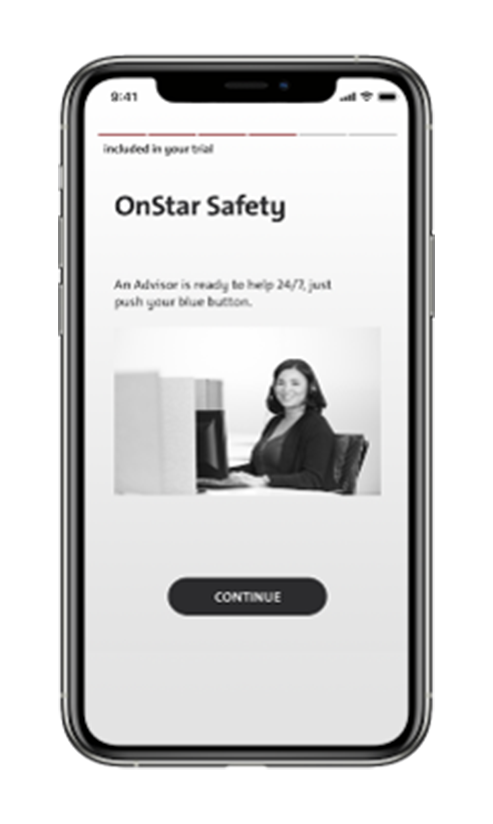 9:41
included in your trial
OnStar Safety
An Advisor is ready to help 24/7, just
push your blue button.
CONTINUE